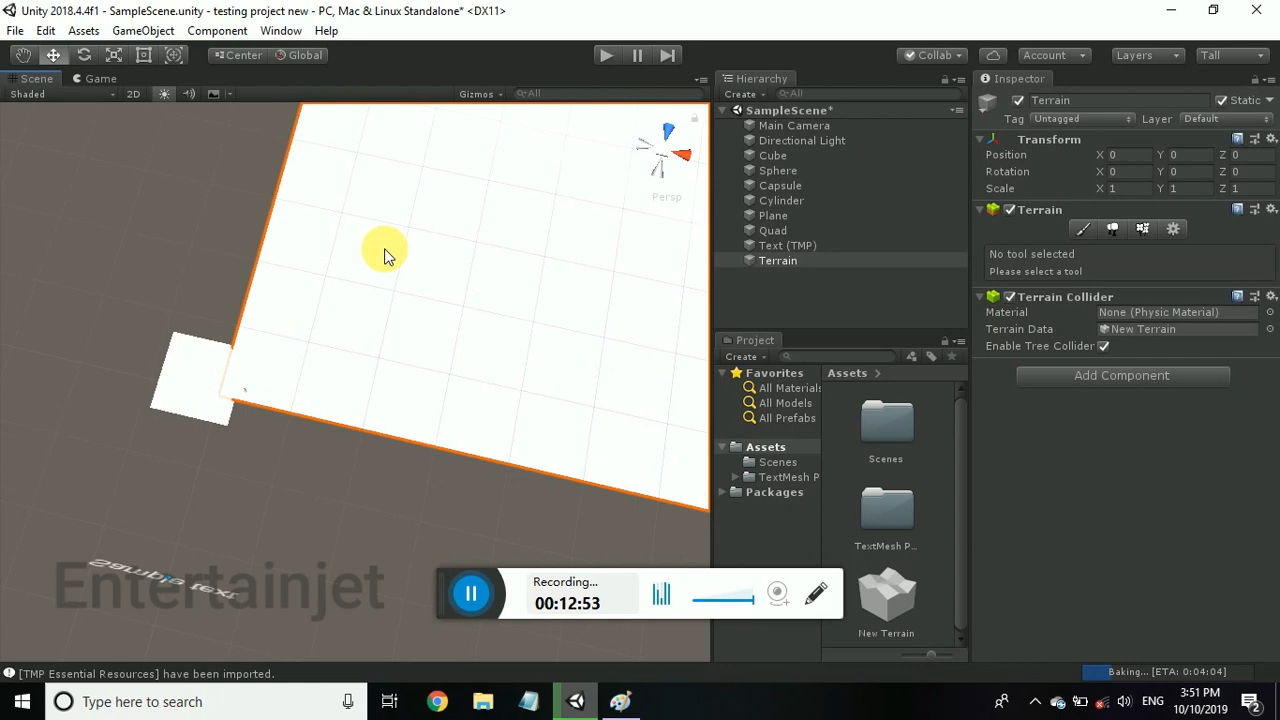 Unity 2018.4.4f1 - SampleScene.unity - testing project new - PC, Mac & Linux Standalone* <DX11>
File Edit Assets GameObject Component Window Help
Center Global Collab Account Layers Tall
Scene Game
Shaded 2D Gizmos All
Persp
Hierarchy
Create All
SampleScene*
Main Camera
Directional Light
Cube
Sphere
Capsule
Cylinder
Plane
Quad
Text (TMP)
Terrain
Project
Create
Favorites
All Materials
All Models
All Prefabs
Assets
Scenes
TextMesh P
Packages
Assets
Scenes
TextMesh P...
New Terrain
Inspector
Terrain Static
Tag Untagged Layer Default
Transform
Position X 0 Y 0 Z 0
Rotation X 0 Y 0 Z 0
Scale X 1 Y 1 Z 1
Terrain
No tool selected
Please select a tool
Terrain Collider
Material None (Physic Material)
Terrain Data New Terrain
Enable Tree Collider
Add Component
Sample text
Entertainjet
Recording...
00:12:53
[TMP Essential Resources] have been imported.
Baking... [ETA: 0:04:04]
Type here to search
ENG
3:51 PM
10/10/2019
2